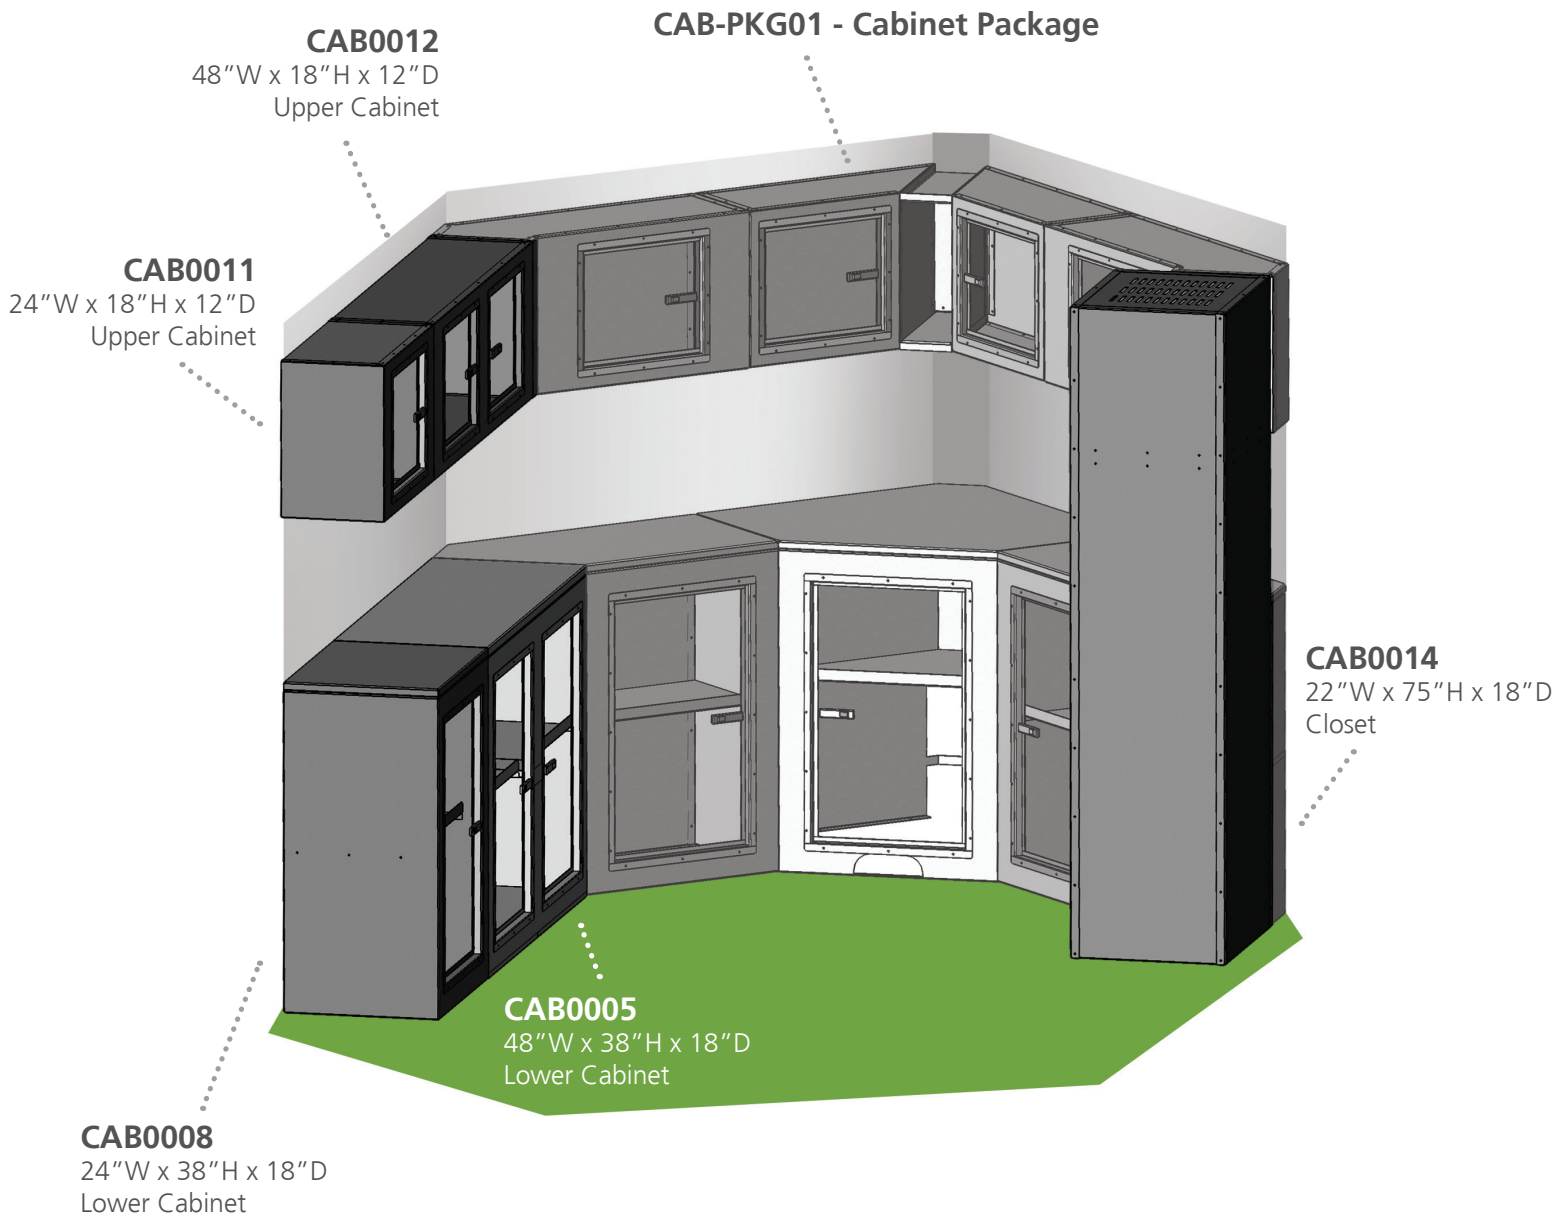 CAB-PKG01 - Cabinet Package
CAB0012
48”W x 18”H x 12”D
Upper Cabinet
CAB0011
24”W x 18”H x 12”D
Upper Cabinet
CAB0014
22”W x 75”H x 18”D
Closet
CAB0005
48”W x 38”H x 18”D
Lower Cabinet
CAB0008
24”W x 38”H x 18”D
Lower Cabinet